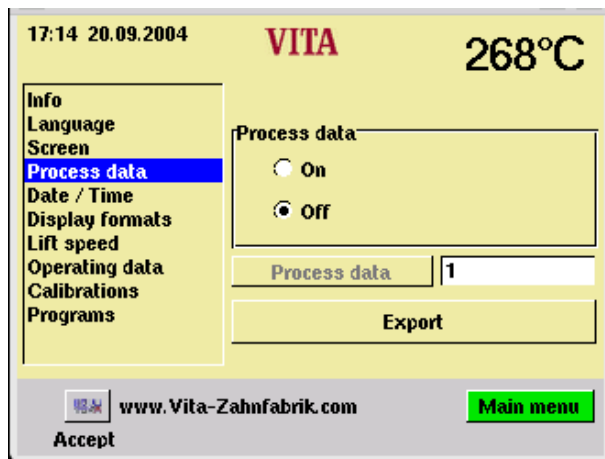 17:14 20.09.2004
VITA
268°C
Info
Language
Screen
Process data
Date / Time
Display formats
Lift speed
Operating data
Calibrations
Programs
Process data
On
Off
Process data
1
Export
www.Vita-Zahnfabrik.com
Main menu
Accept